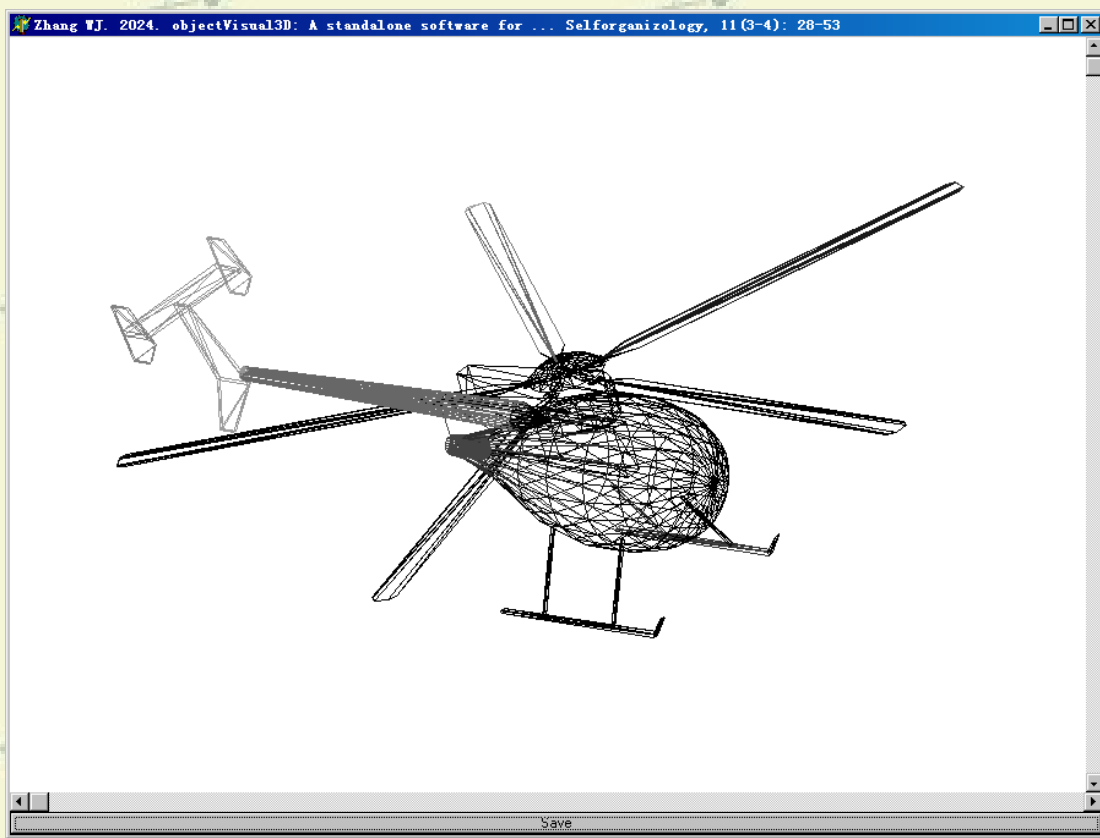 Zhang WJ. 2024. objectVisual3D: A standalone software for ... Selforganizology, 11(3-4): 28-53
Save